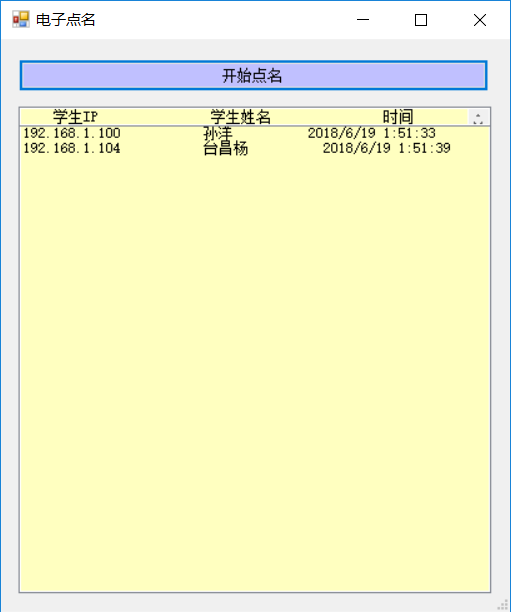 电子点名
开始点名
学生IP 学生姓名 时间
192.168.1.100 孙洋 2018/6/19 1:51:33
192.168.1.104 台昌杨 2018/6/19 1:51:39